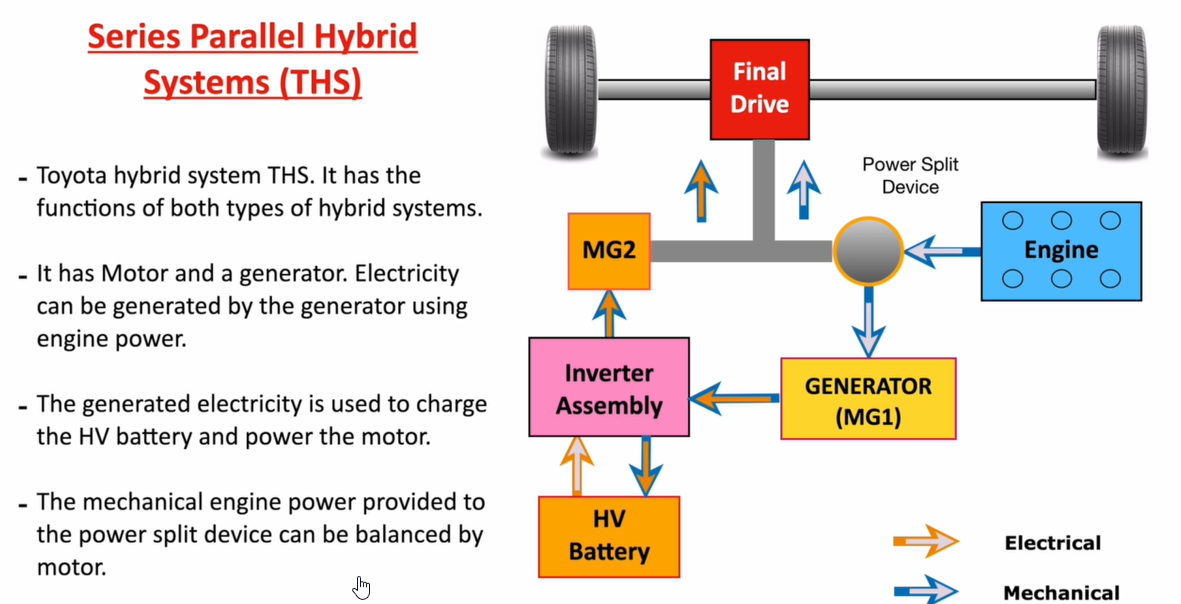 Series Parallel Hybrid
Systems (THS)
- Toyota hybrid system THS. It has the
functions of both types of hybrid systems.
- It has Motor and a generator. Electricity
can be generated by the generator using
engine power.
- The generated electricity is used to charge
the HV battery and power the motor.
- The mechanical engine power provided to
the power split device can be balanced by
motor.
Final
Drive
Power Split
Device
MG2
Engine
Inverter
Assembly
GENERATOR
(MG1)
HV
Battery
Electrical
Mechanical